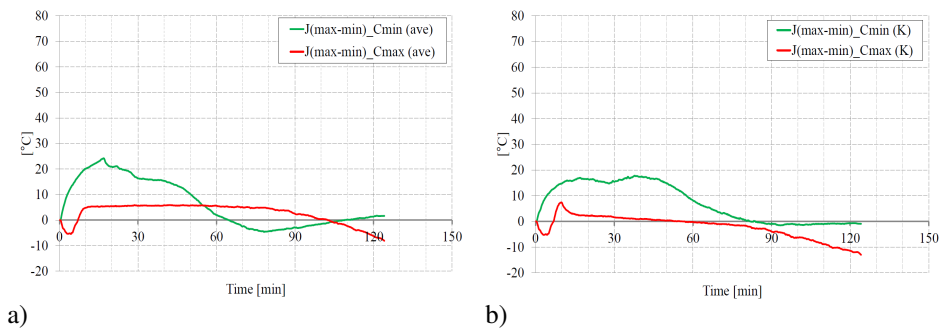 80
70
60
50
40
30
20
10
0
-10
-20
[°C]
0 30 60 90 120 150
Time [min]
J(max-min)_Cmin (ave)
J(max-min)_Cmax (ave)
a)
80
70
60
50
40
30
20
10
0
-10
-20
[°C]
0 30 60 90 120 150
Time [min]
J(max-min)_Cmin (K)
J(max-min)_Cmax (K)
b)